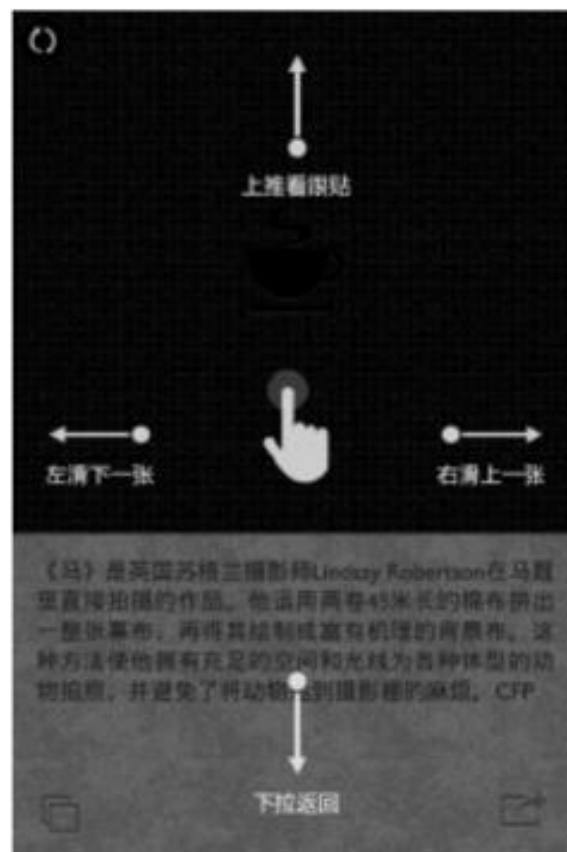 上推看跟贴
左滑下一张
右滑上一张
《马》是英国苏格兰摄影师Lindsay Robertson在马厩
里直接拍摄的作品。他运用两卷45米长的棉布拼出
一整张幕布，再将其绘制成富有机理的背景布。这
种方法使他拥有充足的空间和光线为各种体型的动
物拍照，并避免了将动物 到摄影棚的麻烦。CFP
下拉返回